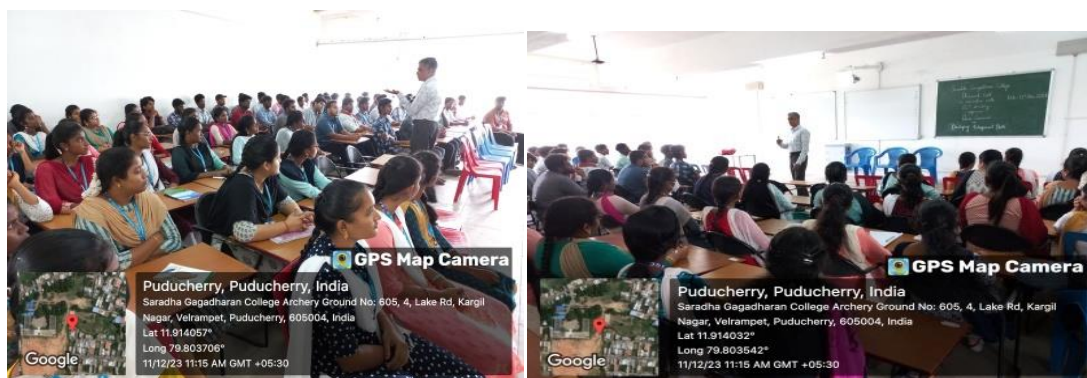 GPS Map Camera
Puducherry, Puducherry, India
Saradha Gagadharan College Archery Ground No: 605, 4, Lake Rd, Kargil
Nagar, Velrampet, Puducherry, 605004, India
Lat 11.914057°
Long 79.803706°
11/12/23 11:15 AM GMT +05:30
Google
GPS Map Camera
Puducherry, Puducherry, India
Saradha Gagadharan College Archery Ground No: 605, 4, Lake Rd, Kargil
Nagar, Velrampet, Puducherry, 605004, India
Lat 11.914032°
Long 79.803542°
11/12/23 11:15 AM GMT +05:30
Google